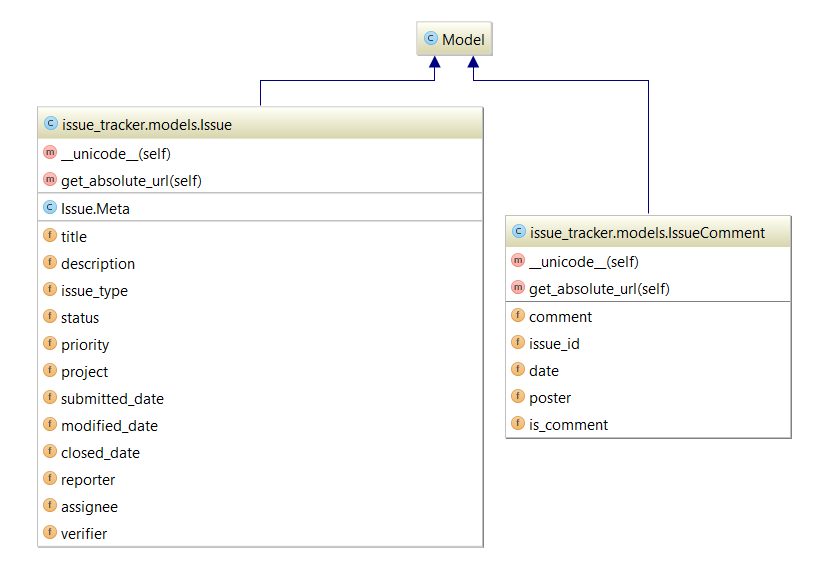 C Model
C issue_tracker.models.Issue
m __unicode__(self)
m get_absolute_url(self)
C Issue.Meta
f title
f description
f issue_type
f status
f priority
f project
f submitted_date
f modified_date
f closed_date
f reporter
f assignee
f verifier
C issue_tracker.models.IssueComment
m __unicode__(self)
m get_absolute_url(self)
f comment
f issue_id
f date
f poster
f is_comment